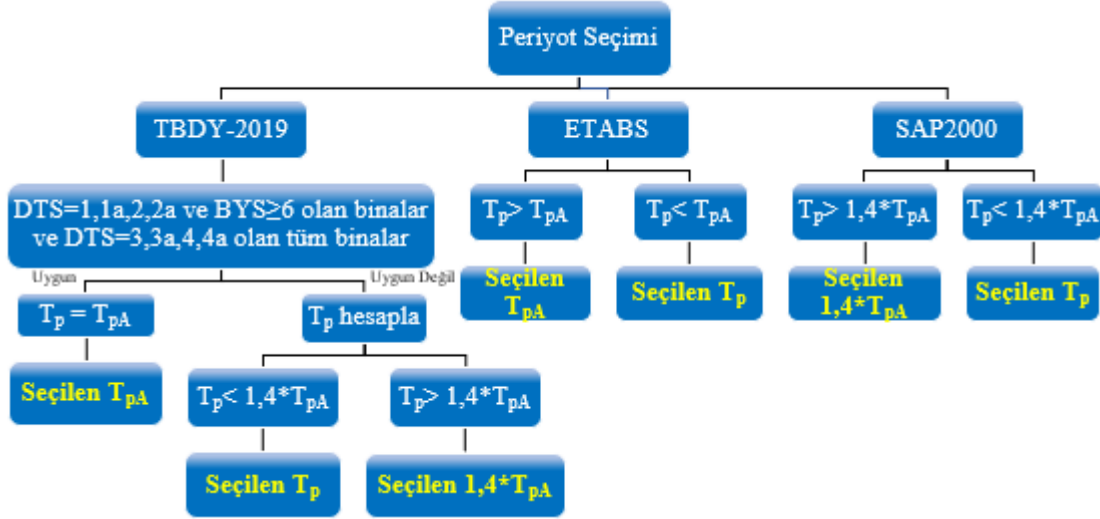 Periyot Seçimi
TBDY-2019
ETABS
SAP2000
DTS=1,1a,2,2a ve BYS≥6 olan binalar
ve DTS=3,3a,4,4a olan tüm binalar
Uygun
Uygun Değil
Tp = TpA
Seçilen TpA
Tp hesapla
Tp< 1,4*TpA
Seçilen Tp
Tp> 1,4*TpA
Seçilen 1,4*TpA
Tp> TpA
Seçilen
TpA
Tp< TpA
Seçilen Tp
Tp> 1,4*TpA
Seçilen
1,4*TpA
Tp< 1,4*TpA
Seçilen Tp